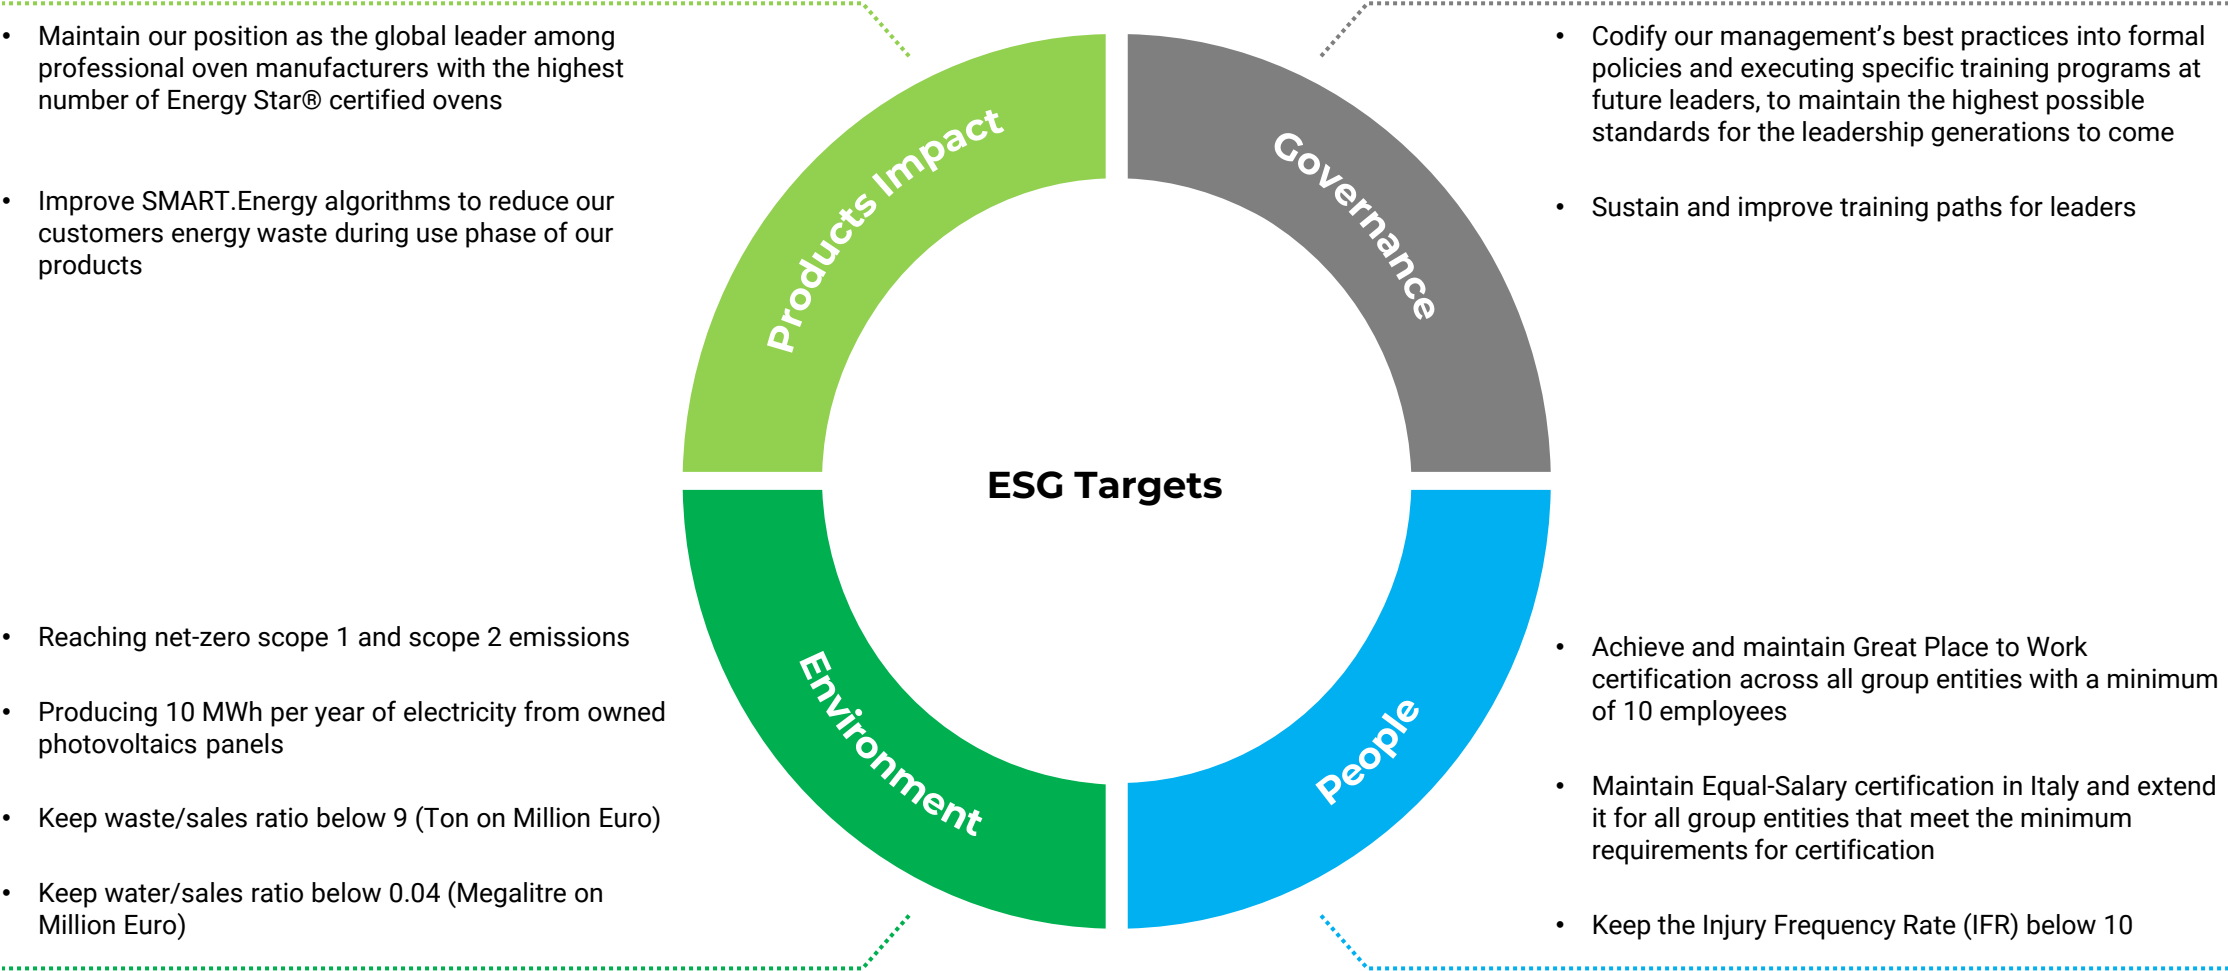 • Maintain our position as the global leader among
professional oven manufacturers with the highest
number of Energy Star® certified ovens
• Improve SMART.Energy algorithms to reduce our
customers energy waste during use phase of our
products
Products Impact
Governance
• Codify our management’s best practices into formal
policies and executing specific training programs at
future leaders, to maintain the highest possible
standards for the leadership generations to come
• Sustain and improve training paths for leaders
ESG Targets
• Reaching net-zero scope 1 and scope 2 emissions
• Producing 10 MWh per year of electricity from owned
photovoltaics panels
• Keep waste/sales ratio below 9 (Ton on Million Euro)
• Keep water/sales ratio below 0.04 (Megalitre on
Million Euro)
Environment
People
• Achieve and maintain Great Place to Work
certification across all group entities with a minimum
of 10 employees
• Maintain Equal-Salary certification in Italy and extend
it for all group entities that meet the minimum
requirements for certification
• Keep the Injury Frequency Rate (IFR) below 10